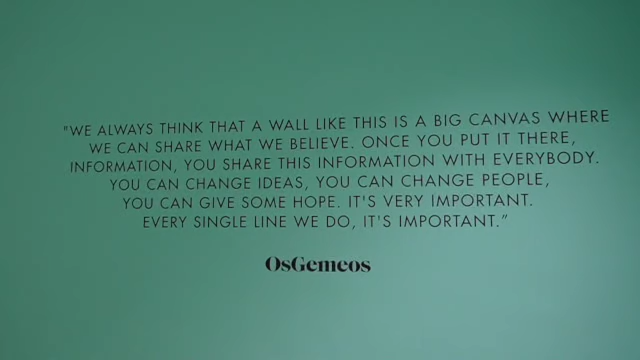 "WE ALWAYS THINK THAT A WALL LIKE THIS IS A BIG CANVAS WHERE
WE CAN SHARE WHAT WE BELIEVE. ONCE YOU PUT IT THERE,
INFORMATION, YOU SHARE THIS INFORMATION WITH EVERYBODY.
YOU CAN CHANGE IDEAS, YOU CAN CHANGE PEOPLE,
YOU CAN GIVE SOME HOPE. IT'S VERY IMPORTANT.
EVERY SINGLE LINE WE DO, IT'S IMPORTANT.”
OsGemeos